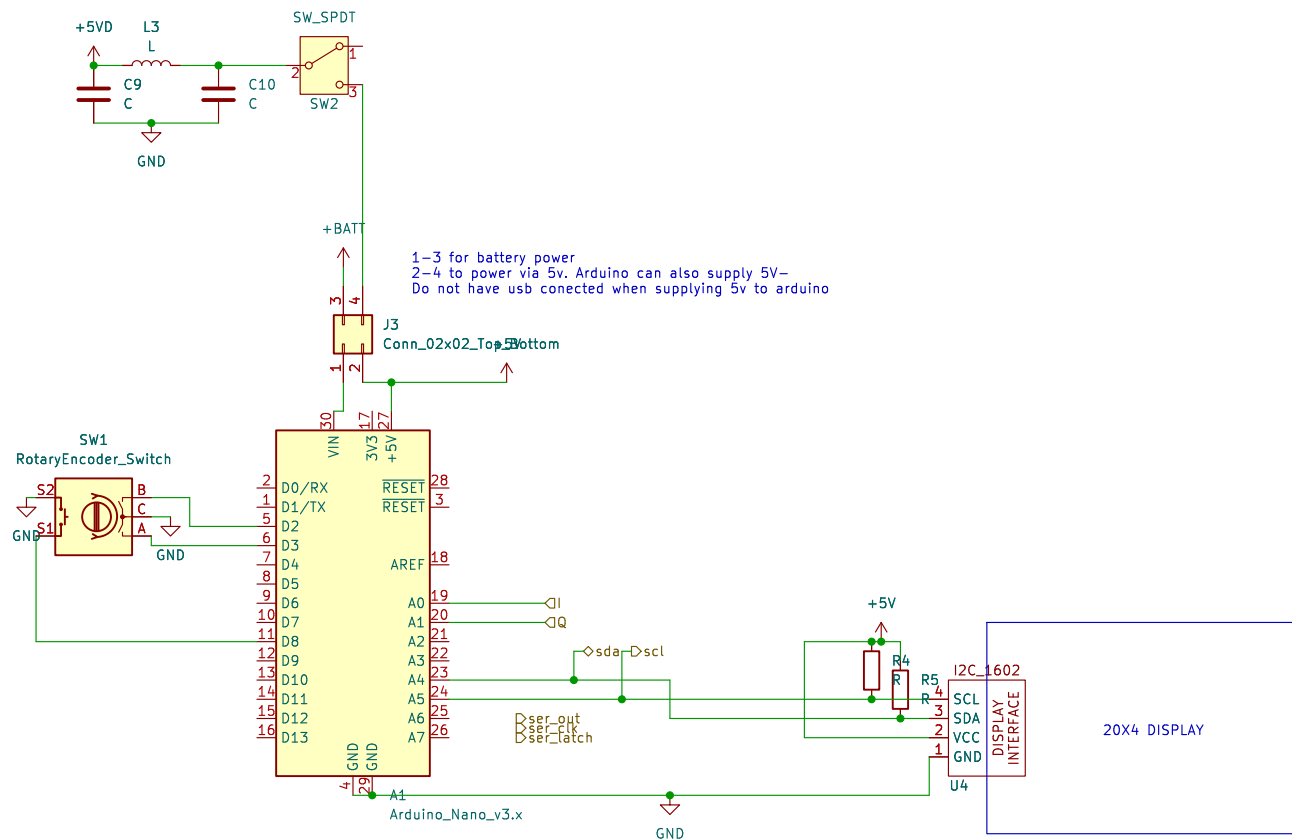 SW_SPDT
+5VD
L3
L
1
2
3
C9
C
C10
C
SW2
GND
+BATT
1-3 for battery power
2-4 to power via 5v. Arduino can also supply 5V-
Do not have usb conected when supplying 5v to arduino
3
4
J3
Conn_02x02_Top_Bottom
+5V
1
2
30
17
27
VIN
3V3
+5V
SW1
RotaryEncoder_Switch
S2
S1
B
C
A
GND
GND
2 D0/RX
1 D1/TX
5 D2
6 D3
7 D4
8 D5
9 D6
10 D7
11 D8
12 D9
13 D10
14 D11
15 D12
16 D13
RESET 28
RESET 3
AREF 18
A0 19
A1 20
A2 21
A3 22
A4 23
A5 24
A6 25
A7 26
I
Q
sda
scl
ser_out
ser_clk
ser_latch
GND
GND
4
29
A1
Arduino_Nano_v3.x
GND
+5V
R4
R
R5
R
I2C_1602
4 SCL
3 SDA
2 VCC
1 GND
DISPLAY
INTERFACE
U4
20X4 DISPLAY